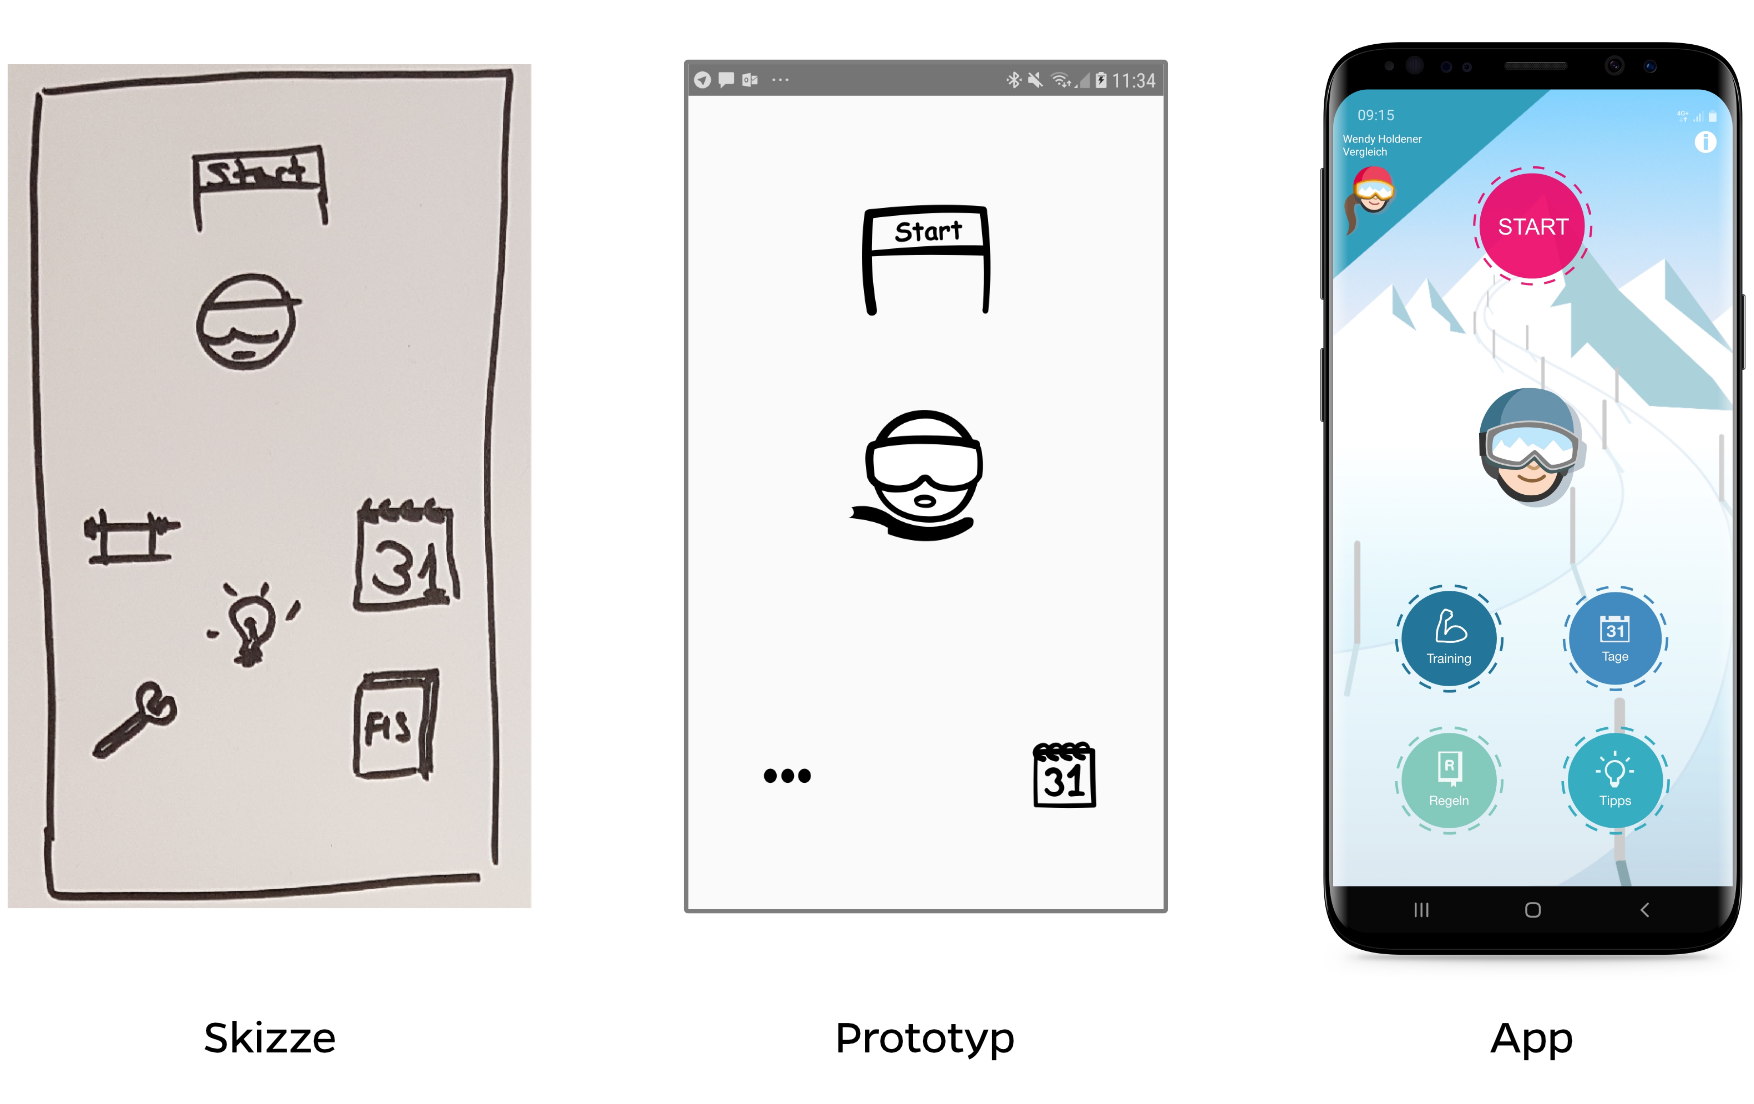 Start
31
FIS
Skizze
11:34
Start
31
Prototyp
09:15
4G+
Wendy Holdener
Vergleich
i
START
Training
31
Tage
R
Regeln
Tipps
App